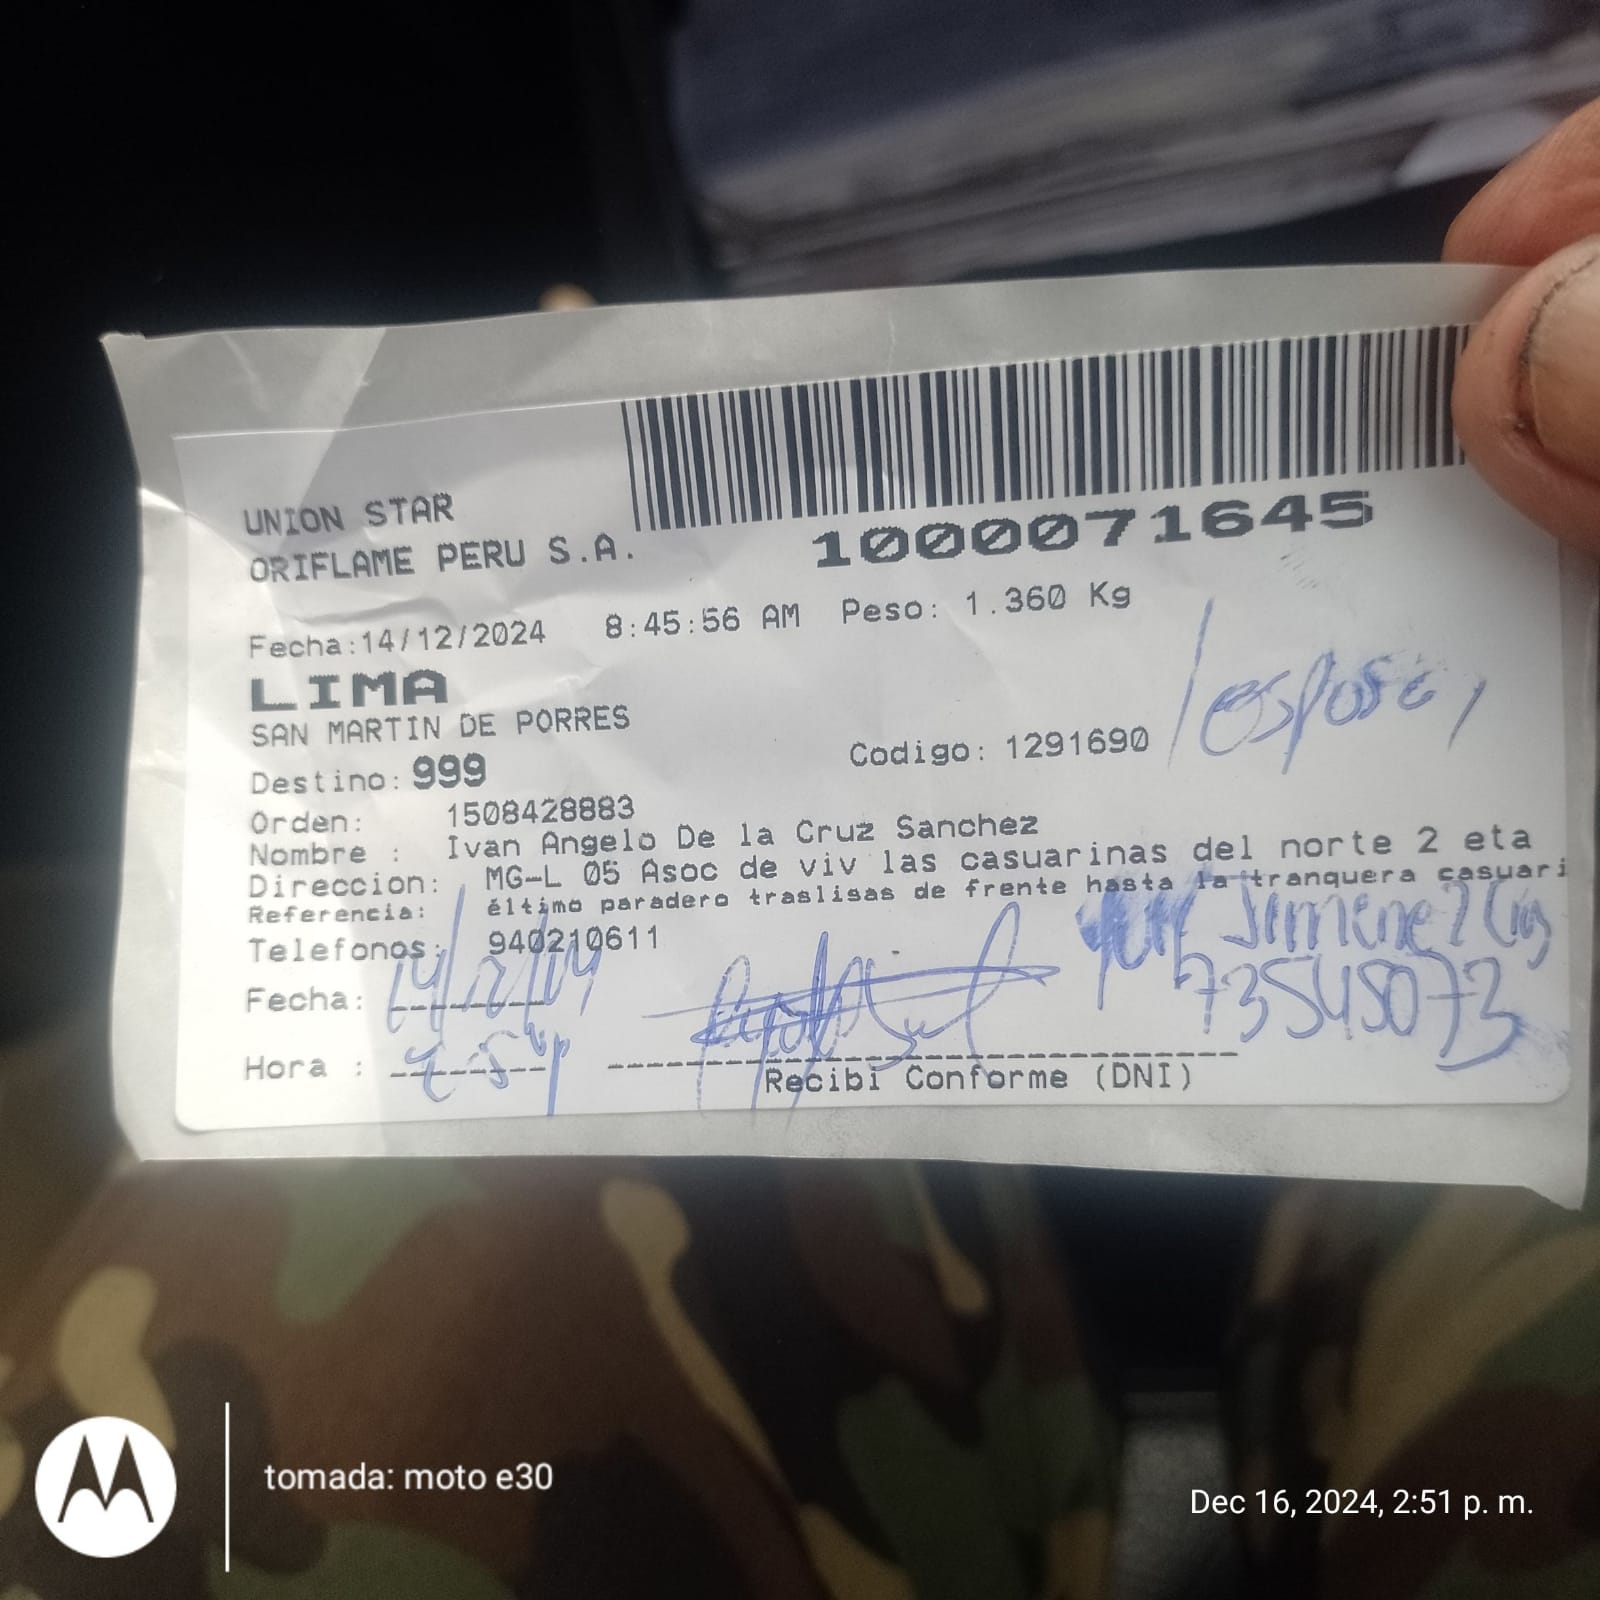 UNION STAR
ORIFLAME PERU S.A.
1000071645
Fecha:14/12/2024 8:45:56 AM Peso: 1.360 Kg
LIMA
SAN MARTIN DE PORRES
esposa
Destino: 999 Codigo: 1291690
Orden: 1508428883
Nombre : Ivan Angelo De la Cruz Sanchez
Direccion: MG-L 05 Asoc de viv las casuarinas del norte 2 eta
Referencia: éltimo paradero traslisas de frente hasta la tranquera casuari
Telefonos: 940210611
Jimenez
73545073
Fecha:
Hora :
Recibi Conforme (DNI)
tomada: moto e30
Dec 16, 2024, 2:51 p. m.